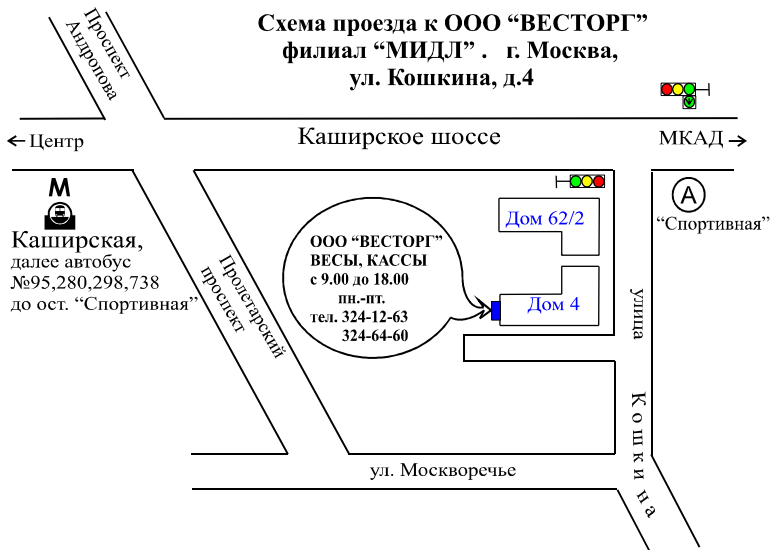 Схема проезда к ООО “ВЕСТОРГ”
филиал “МИДЛ” . г. Москва,
ул. Кошкина, д.4
Проспект
Андропова
Центр
Каширское шоссе
МКАД
М
Каширская,
далее автобус
№95,280,298,738
до ост. “Спортивная”
А
“Спортивная”
Дом 62/2
ООО “ВЕСТОРГ”
ВЕСЫ, КАССЫ
с 9.00 до 18.00
пн.-пт.
тел. 324-12-63
324-64-60
Дом 4
Пролетарский
проспект
улица
Кошкина
ул. Москворечье